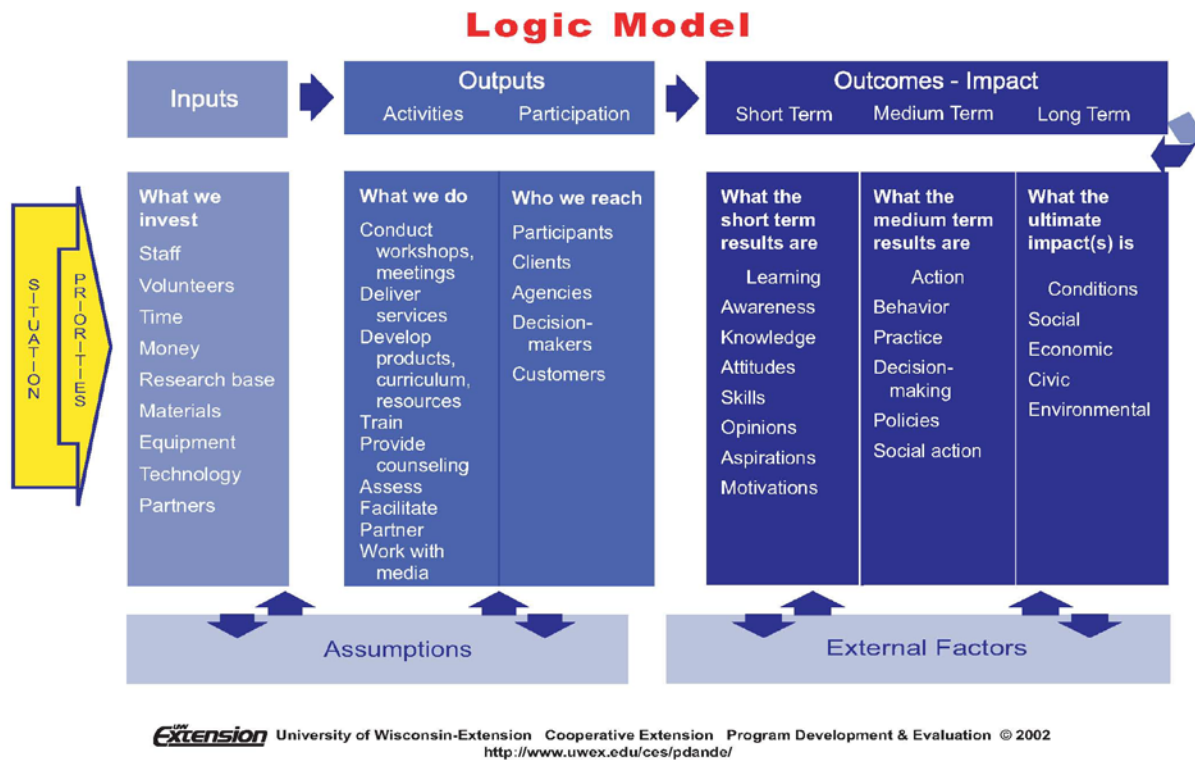 Logic Model
Inputs
Outputs
Activities Participation
Outcomes - Impact
Short Term Medium Term Long Term
SITUATION
PRIORITIES
What we
invest
Staff
Volunteers
Time
Money
Research base
Materials
Equipment
Technology
Partners
What we do
Conduct
workshops,
meetings
Deliver
services
Develop
products,
curriculum,
resources
Train
Provide
counseling
Assess
Facilitate
Partner
Work with
media
Who we reach
Participants
Clients
Agencies
Decision-
makers
Customers
What the
short term
results are
Learning
Awareness
Knowledge
Attitudes
Skills
Opinions
Aspirations
Motivations
What the
medium term
results are
Action
Behavior
Practice
Decision-
making
Policies
Social action
What the
ultimate
impact(s) is
Conditions
Social
Economic
Civic
Environmental
Assumptions
External Factors
UW Extension University of Wisconsin-Extension Cooperative Extension Program Development & Evaluation © 2002
http://www.uwex.edu/ces/pdande/